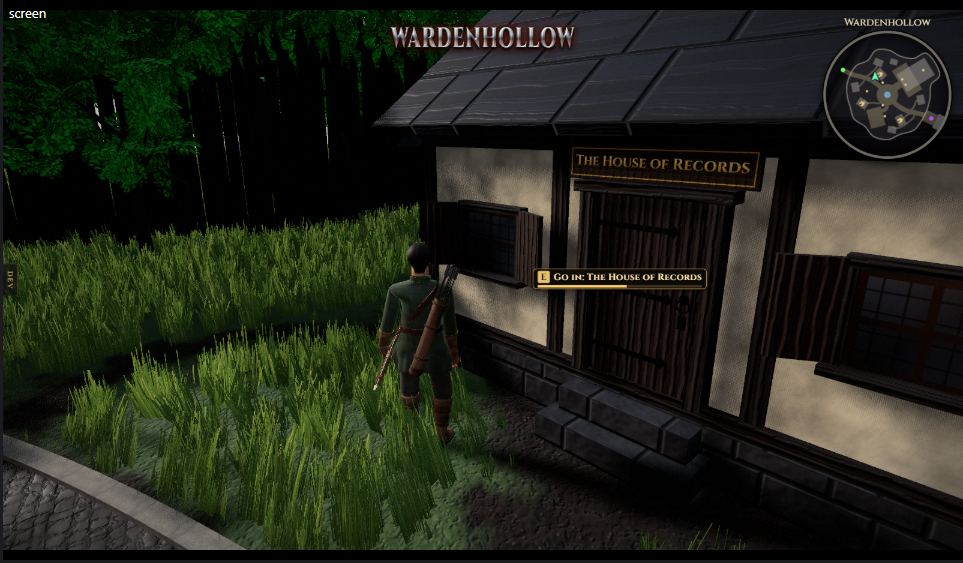 screen
WARDENHOLLOW
WARDENHOLLOW
THE HOUSE OF RECORDS
E GO IN: THE HOUSE OF RECORDS
DEV